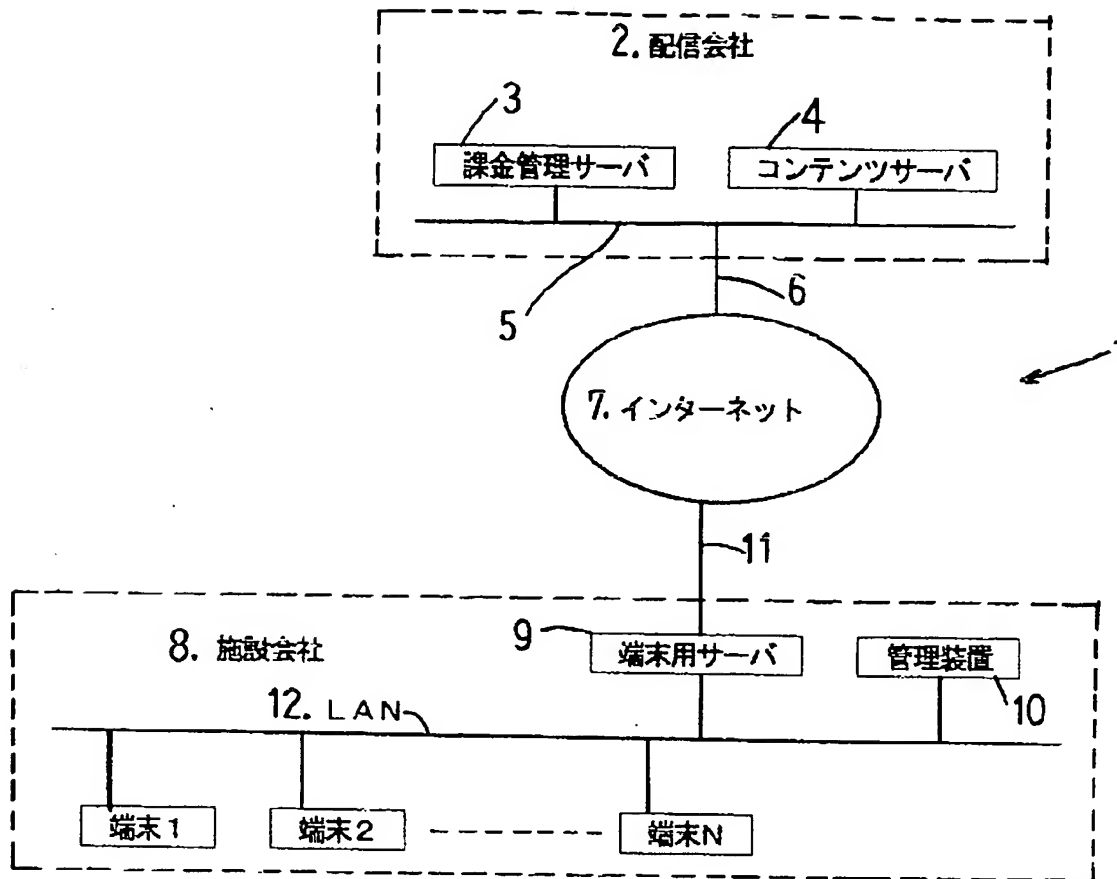 2. 配信会社
3
4
課金管理サーバ
コンテンツサーバ
5
6
7. インターネット
11
8. 施設会社
9
端末用サーバ
管理装置
10
12. LAN
端末1
端末2
端末N